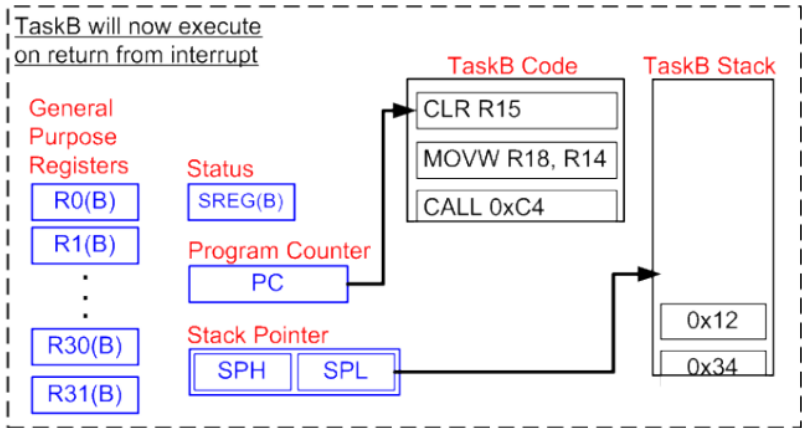 TaskB will now execute
on return from interrupt
General
Purpose
Registers
R0(B)
R1(B)
R30(B)
R31(B)
Status
SREG(B)
Program Counter
PC
Stack Pointer
SPH SPL
TaskB Code
CLR R15
MOVW R18, R14
CALL 0xC4
TaskB Stack
0x12
0x34